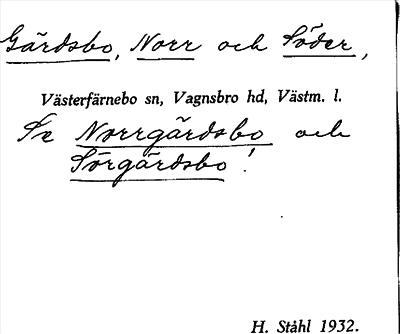 Gärdsbo, Norr och Söder,
Västerfärnebo sn, Vagnsbro hd, Västm. l.
Se Norrgärdsbo och
Sörgärdsbo!
H. Ståhl 1932.